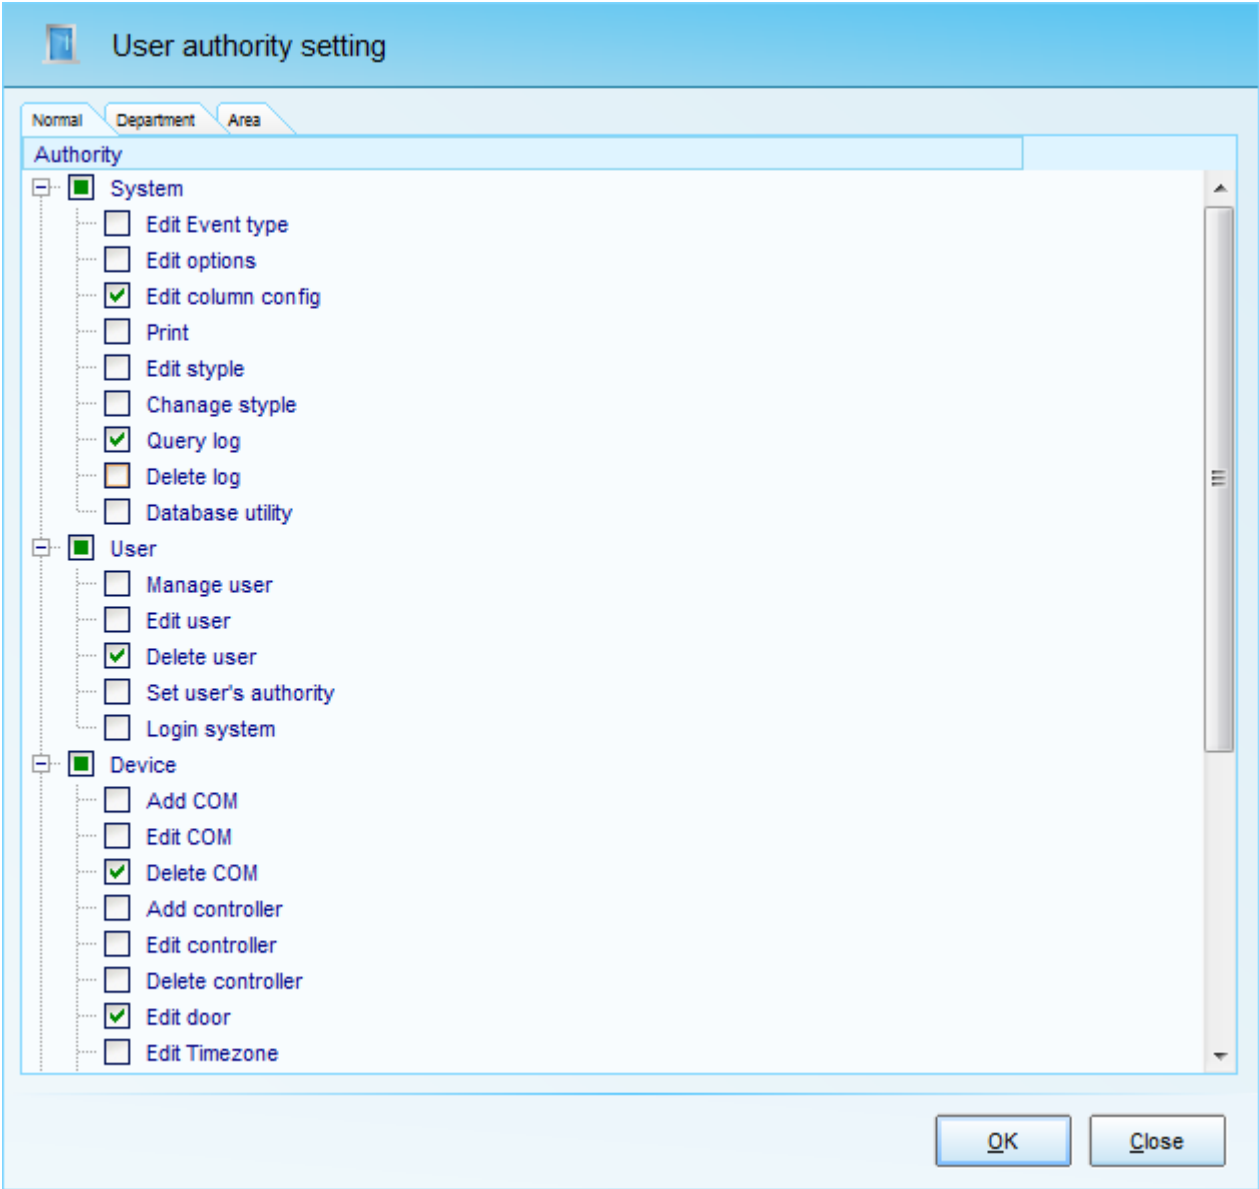 User authority setting
Normal Department Area
Authority
System
Edit Event type
Edit options
Edit column config
Print
Edit styple
Chanage styple
Query log
Delete log
Database utility
User
Manage user
Edit user
Delete user
Set user's authority
Login system
Device
Add COM
Edit COM
Delete COM
Add controller
Edit controller
Delete controller
Edit door
Edit Timezone
OK Close